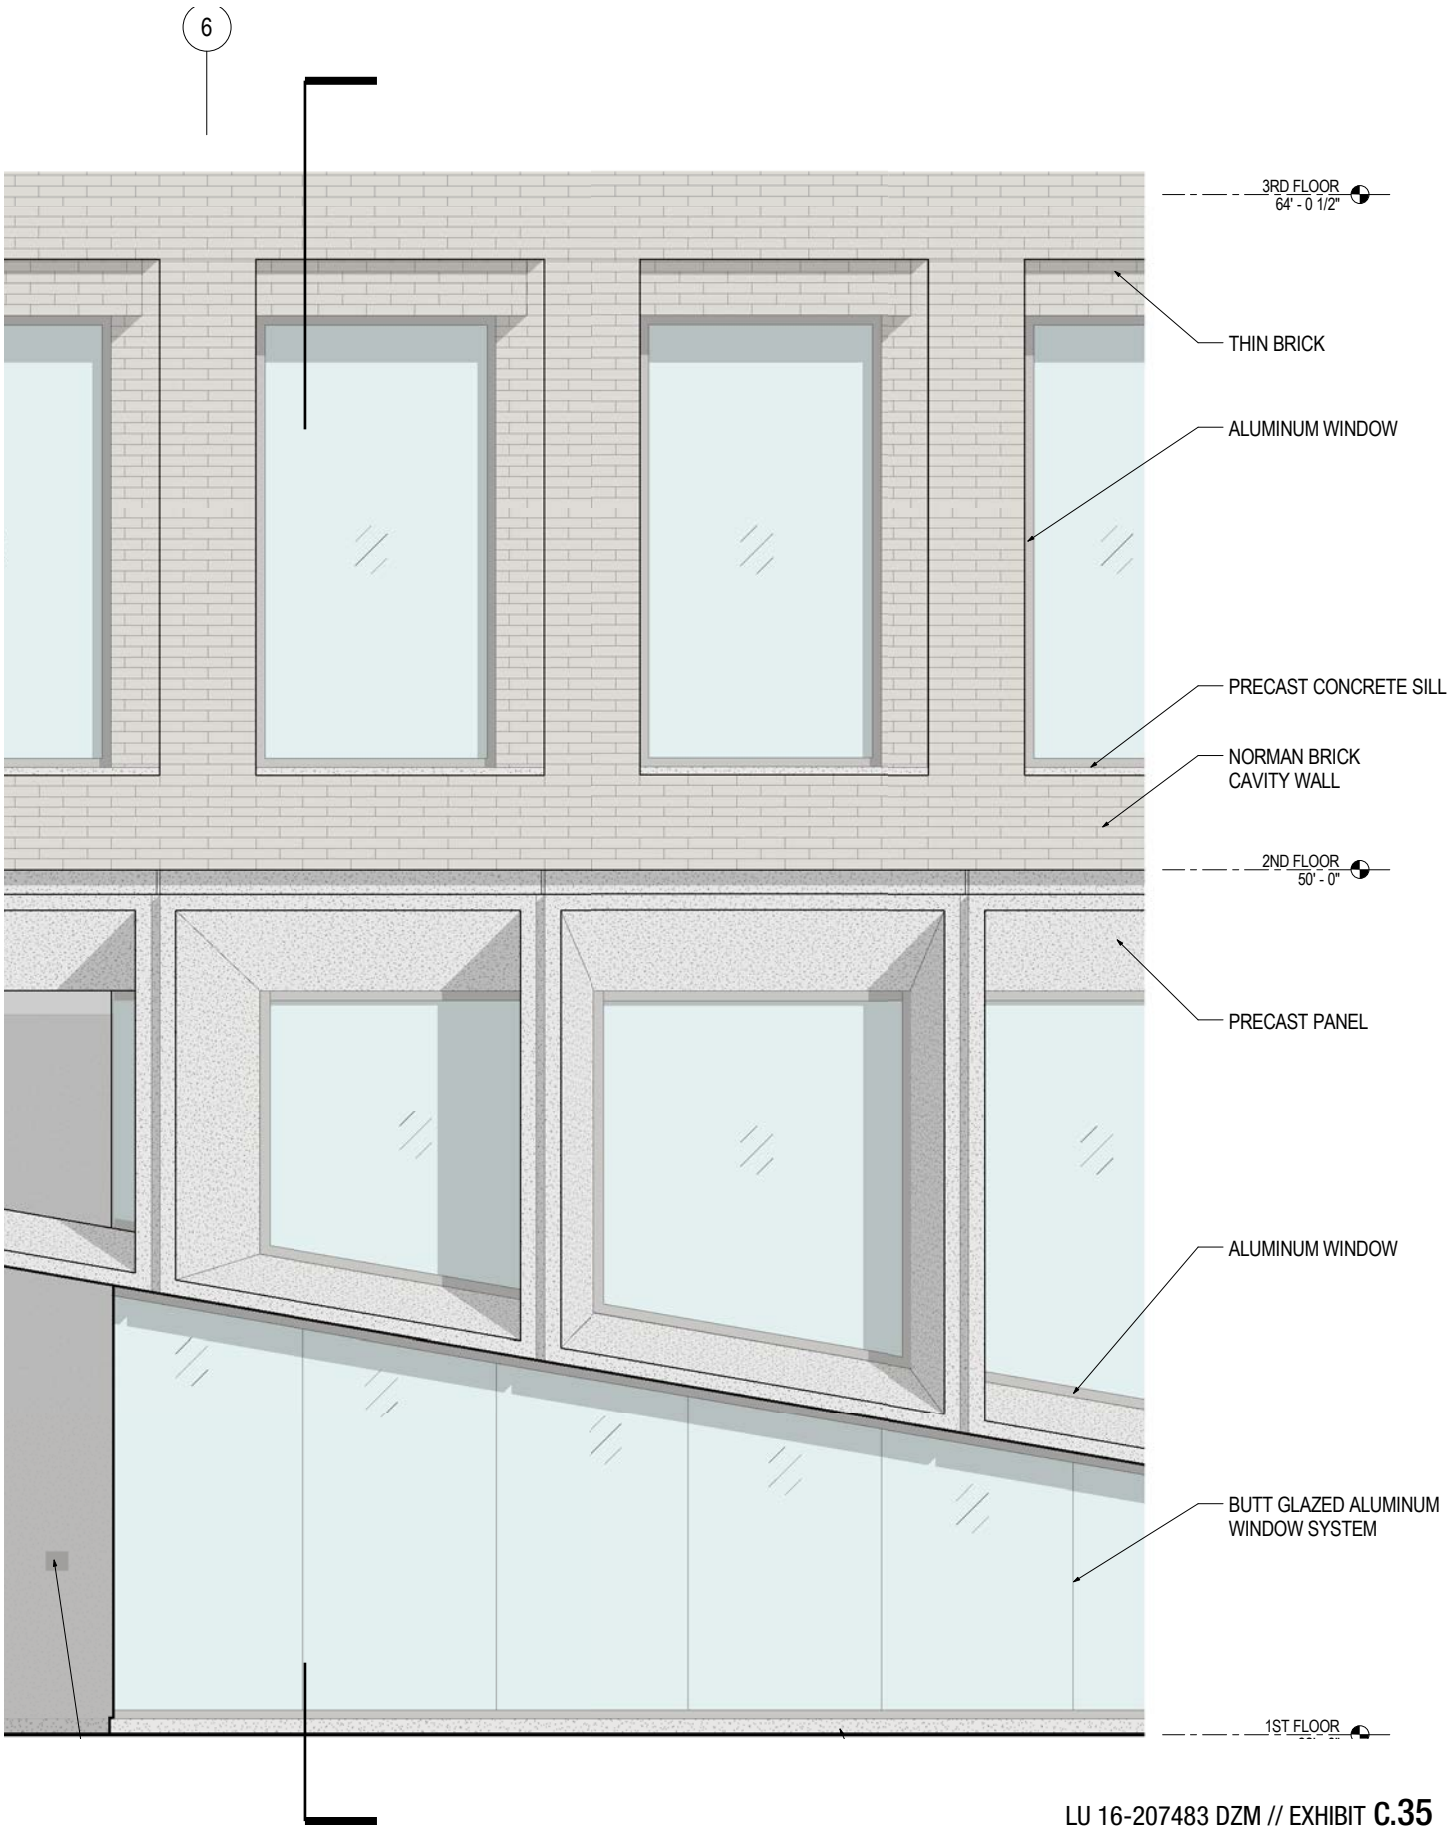 6
3RD FLOOR
64' - 0 1/2"
THIN BRICK
ALUMINUM WINDOW
PRECAST CONCRETE SILL
NORMAN BRICK
CAVITY WALL
2ND FLOOR
50' - 0"
PRECAST PANEL
ALUMINUM WINDOW
BUTT GLAZED ALUMINUM
WINDOW SYSTEM
1ST FLOOR
LU 16-207483 DZM // EXHIBIT C.35